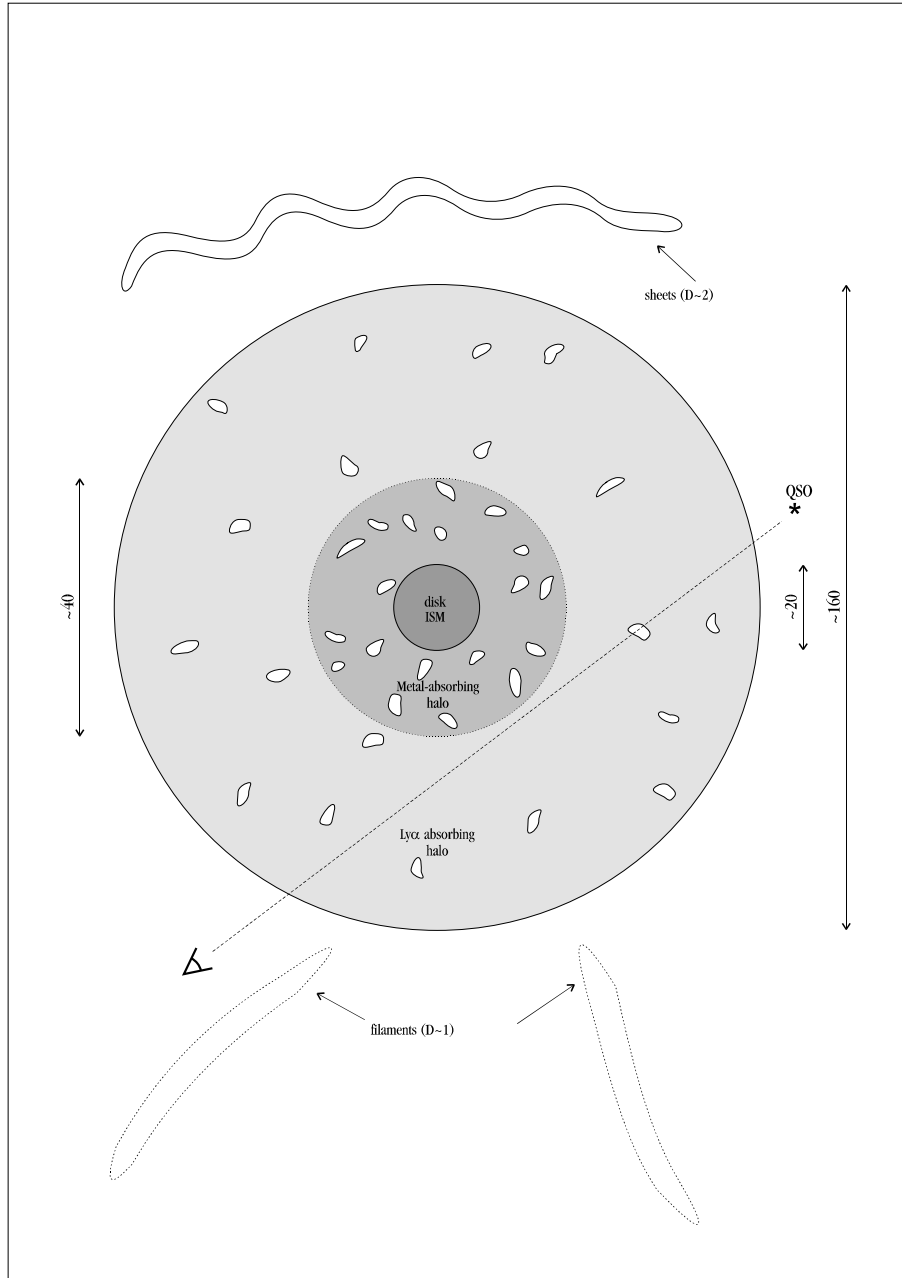 sheets (D~2)
QSO
*
~40
~20
~160
disk
ISM
Metal-absorbing
halo
Lyα absorbing
halo
filaments (D~1)